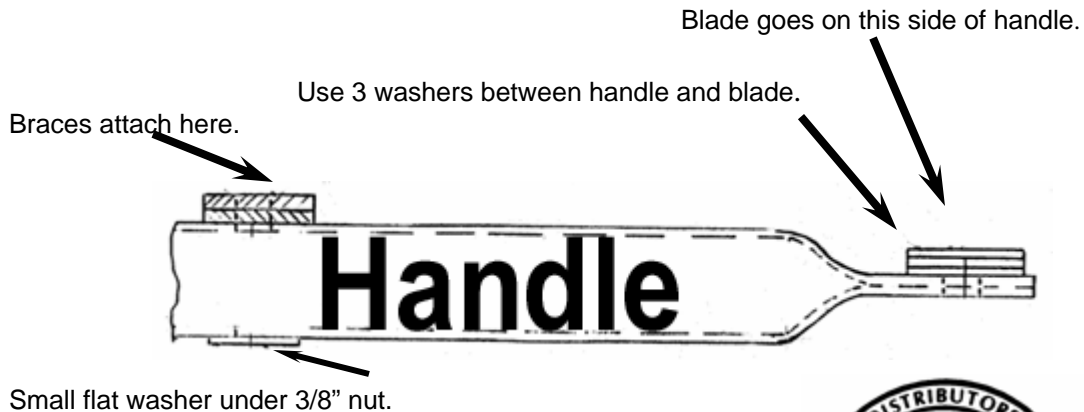 Blade goes on this side of handle.
Use 3 washers between handle and blade.
Braces attach here.
Handle
Small flat washer under 3/8” nut.